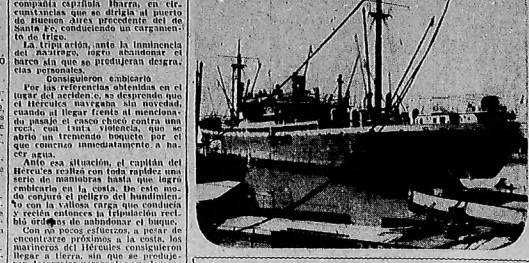 compañía española Ibarra, en cir-
cunstancias que se dirigía al puerto
de Buenos Aires procedente del de
Santa Fe, conduciendo un cargamen-
to de trigo.
La tripulación, ante la inminencia
del naufragio, logró abandonar el
barco sin que se produjeran desgra-
cias personales.
Consiguieron embicarlo
Por las referencias obtenidas en el
lugar del accidente, se desprende que
el Hércules navegaba sin novedad,
cuando al llegar frente al menciona-
do pasaje el casco chocó contra una
roca, con tanta violencia, que se
abrió un tremendo boquete por el
que comenzó inmediatamente a ha-
cer agua.
Ante esa situación, el capitán del
Hércules realizó con toda rapidez una
serie de maniobras hasta que logró
embicarlo en la costa. De este mo-
do conjuró el peligro del hundimien-
to con la valiosa carga que conducía
y recién entonces la tripulación reci-
bió orden de aabndonar el buque.
Con no pocos esfuerzos, a pesar de
encontrarse próximos a la costa, los
marineros del Hércules consiguieron
llegar a tierra, sin que se produje-